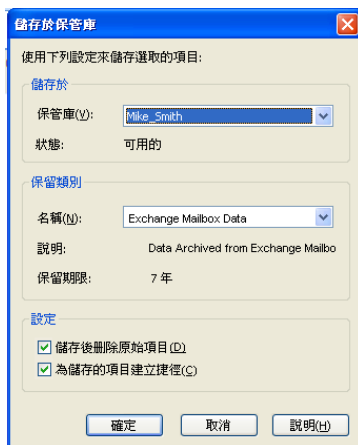 儲存於保管庫
使用下列設定來儲存選取的項目:
儲存於
保管庫(V): Mike_Smith
狀態: 可用的
保留類別
名稱(N): Exchange Mailbox Data
說明: Data Archived from Exchange Mailbo
保留期限: 7 年
設定
儲存後刪除原始項目(D)
為儲存的項目建立捷徑(C)
確定 取消 說明(H)